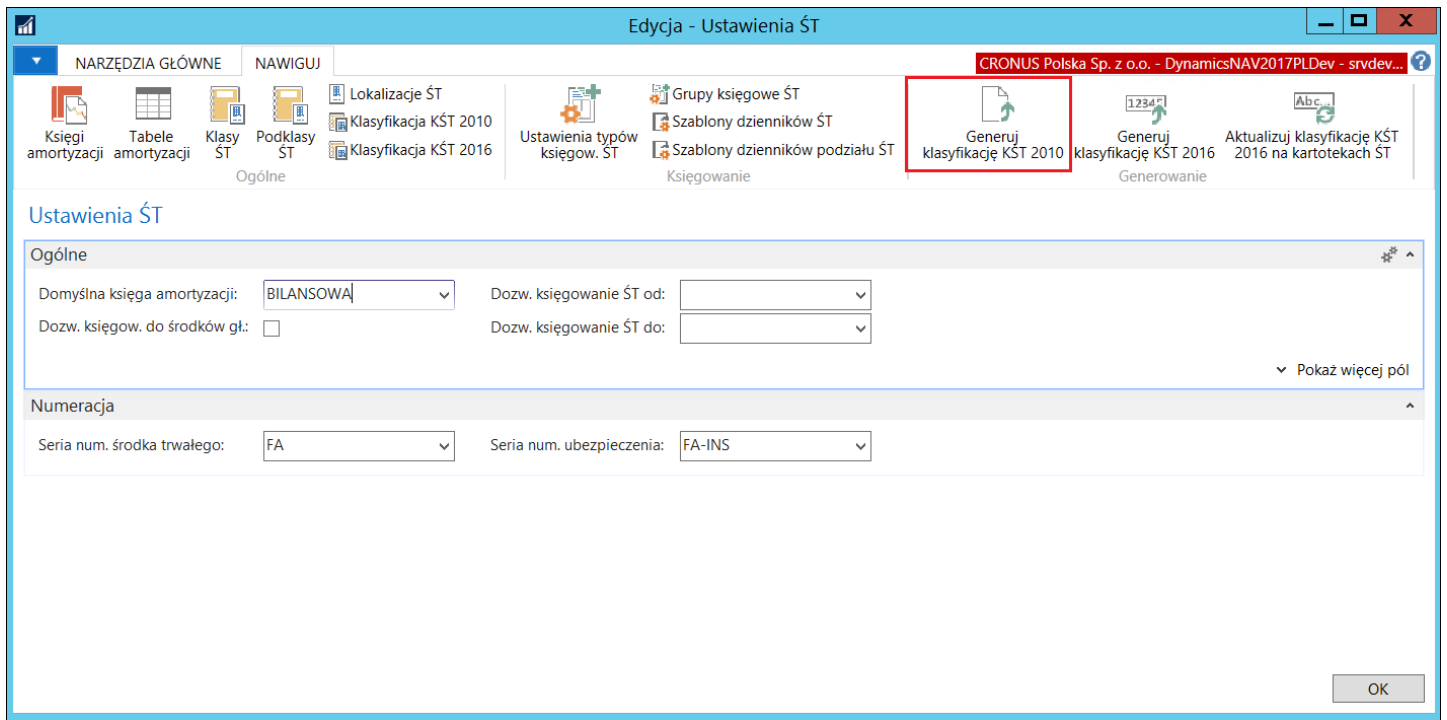 Edycja - Ustawienia ŚT
NARZĘDZIA GŁÓWNE
NAWIGUJ
CRONUS Polska Sp. z o.o. - DynamicsNAV2017PLDev - srvdev...
?
Księgi
amortyzacji
Tabele
amortyzacji
Klasy
ŚT
Podklasy
ŚT
Lokalizacje ŚT
Klasyfikacja KŚT 2010
Klasyfikacja KŚT 2016
Ogólne
Ustawienia typów
księgow. ŚT
Grupy księgowe ŚT
Szablony dzienników ŚT
Szablony dzienników podziału ŚT
Księgowanie
Generuj
klasyfikację KŚT 2010
Generuj
klasyfikację KŚT 2016
Aktualizuj klasyfikację KŚT
2016 na kartotekach ŚT
Generowanie
Ustawienia ŚT
Ogólne
Domyślna księga amortyzacji: BILANSOWA
Dozw. księgowanie ŚT od:
Dozw. księgow. do środków gł.:
Dozw. księgowanie ŚT do:
Pokaż więcej pól
Numeracja
Seria num. środka trwałego: FA
Seria num. ubezpieczenia: FA-INS
OK